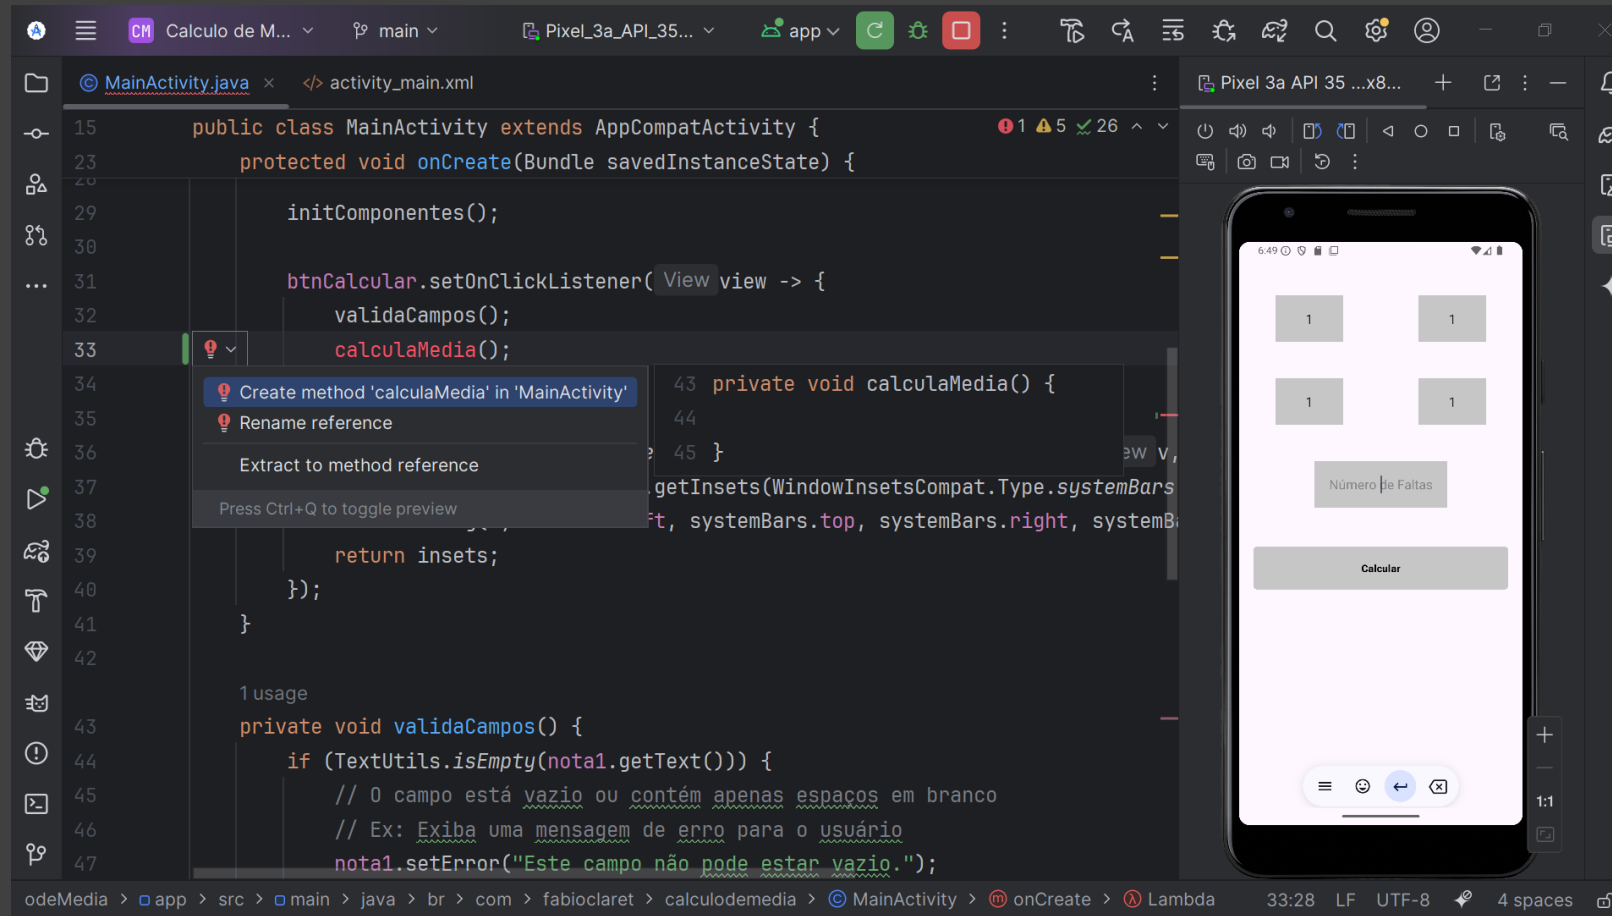 CM Calculo de M... main Pixel_3a_API_35... app
MainActivity.java activity_main.xml Pixel 3a API 35 ...x8...
15 public class MainActivity extends AppCompatActivity { 1 5 26
23 protected void onCreate(Bundle savedInstanceState) {
29 initComponentes();
30
31 btnCalcular.setOnClickListener( View view -> {
32 validaCampos();
33 calculaMedia();
34
Create method 'calculaMedia' in 'MainActivity'
35
Rename reference
36
Extract to method reference
43 private void calculaMedia() {
44
45 }
ew v,
37 .getInsets(WindowInsetsCompat.Type.systemBars
Press Ctrl+Q to toggle preview
38 ft, systemBars.top, systemBars.right, systemBa
39 return insets;
40 });
41 }
42
1 usage
43 private void validaCampos() {
44 if (TextUtils.isEmpty(nota1.getText())) {
45 // O campo está vazio ou contém apenas espaços em branco
46 // Ex: Exiba uma mensagem de erro para o usuário
47 nota1.setError("Este campo não pode estar vazio.");
6:49
1 1
1 1
Número de Faltas
Calcular
1:1
odeMedia > app > src > main > java > br > com > fabioclaret > calculodemedia > MainActivity > onCreate > Lambda 33:28 LF UTF-8 4 spaces